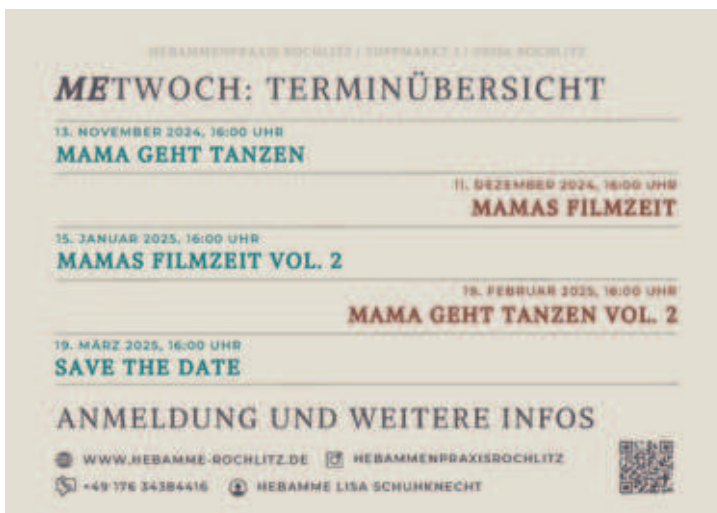 HEBAMMENPRAXIS ROCHLITZ | TOPFMARKT 3 | 09306 ROCHLITZ
METWOCH: TERMINÜBERSICHT
13. NOVEMBER 2024, 16:00 UHR
MAMA GEHT TANZEN
11. DEZEMBER 2024, 16:00 UHR
MAMAS FILMZEIT
15. JANUAR 2025, 16:00 UHR
MAMAS FILMZEIT VOL. 2
19. FEBRUAR 2025, 16:00 UHR
MAMA GEHT TANZEN VOL. 2
19. MÄRZ 2025, 16:00 UHR
SAVE THE DATE
ANMELDUNG UND WEITERE INFOS
WWW.HEBAMME-ROCHLITZ.DE HEBAMMENPRAXISROCHLITZ
+49 176 34384416 HEBAMME LISA SCHUHKNECHT